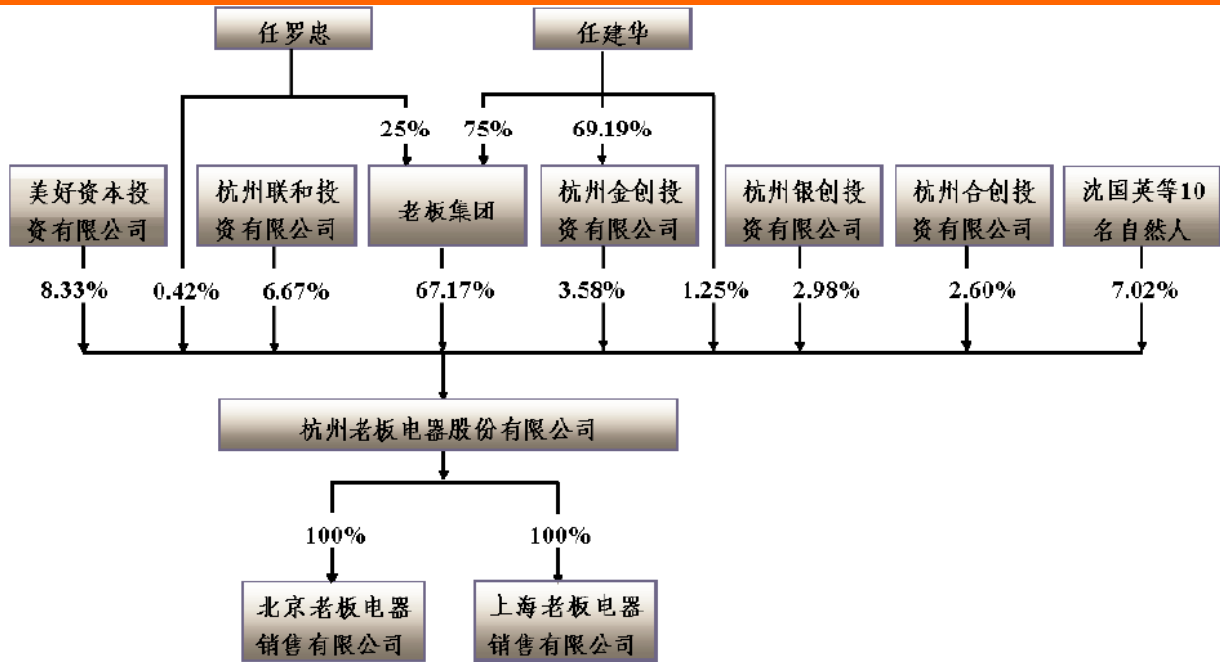 任罗忠
任建华
25%
75%
69.19%
美好资本投
资有限公司
杭州联和投
资有限公司
老板集团
杭州金创投
资有限公司
杭州银创投
资有限公司
杭州合创投
资有限公司
沈国英等10
名自然人
8.33%
0.42%
6.67%
67.17%
3.58%
1.25%
2.98%
2.60%
7.02%
杭州老板电器股份有限公司
100%
100%
北京老板电器
销售有限公司
上海老板电器
销售有限公司